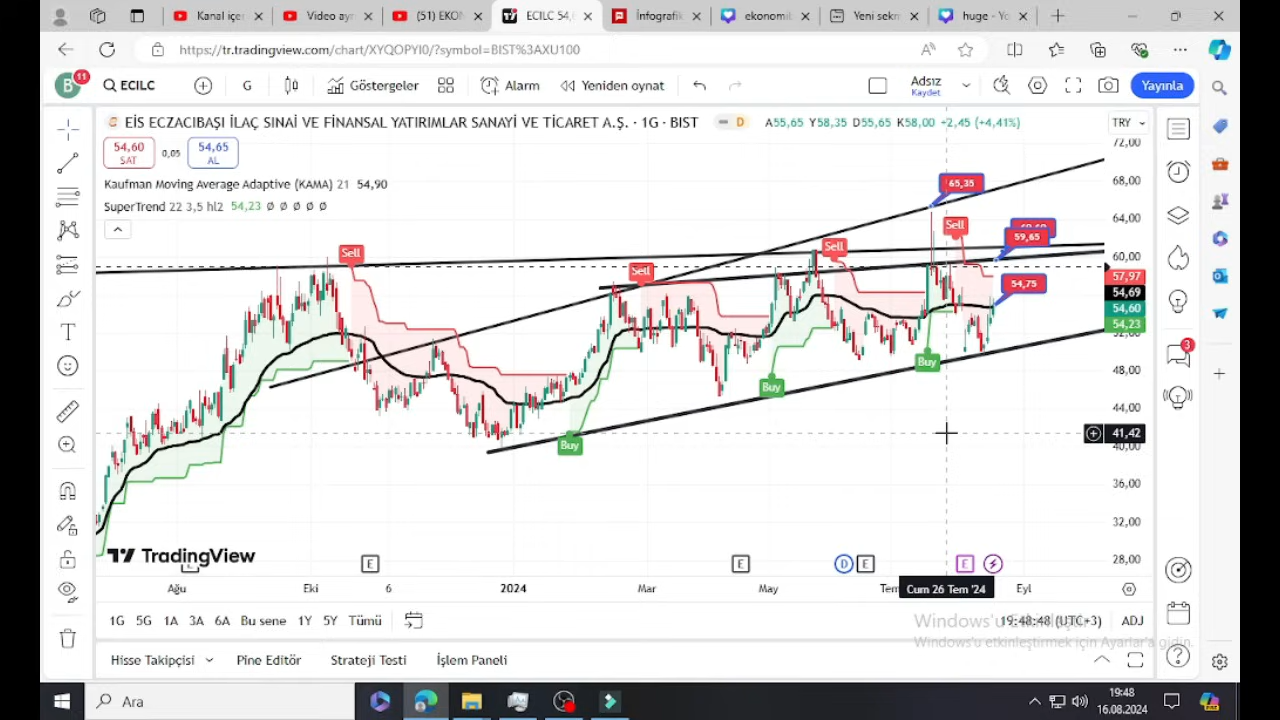 Kanal içer
Video ayrı
(51) EKON
ECILC 54,6
İnfografik
ekonomik
Yeni sekm
huge - Yo
https://tr.tradingview.com/chart/XYQOPYI0/?symbol=BIST%3AXU100
B
11
ECILC
G
Göstergeler
Alarm
Yeniden oynat
Adsız
Kaydet
Yayınla
EİS ECZACIBAŞI İLAÇ SINAİ VE FİNANSAL YATIRIMLAR SANAYİ VE TİCARET A.Ş. · 1G · BIST
D
A55,65 Y58,35 D55,65 K58,00 +2,45 (+4,41%)
TRY
54,60
SAT
0,05
54,65
AL
Kaufman Moving Average Adaptive (KAMA) 21 54,90
SuperTrend 22 3,5 hl2 54,23 ∅ ∅ ∅ ∅ ∅
72,00
68,00
64,00
60,00
57,97
54,69
54,60
54,23
52,00
48,00
44,00
41,42
40,00
36,00
32,00
28,00
65,35
59,65
54,75
Sell
Sell
Sell
Sell
Buy
Buy
Buy
TradingView
E
E
D
E
E
Ağu
Eki
6
2024
Mar
May
Tem
Cum 26 Tem '24
Eyl
1G 5G 1A 3A 6A Bu sene 1Y 5Y Tümü
19:48:48 (UTC+3)
ADJ
3
Hisse Takipçisi
Pine Editör
Strateji Testi
İşlem Paneli
Windows'u etkinleştirmek için Ayarlar'a gidin.
Ara
19:48
16.08.2024